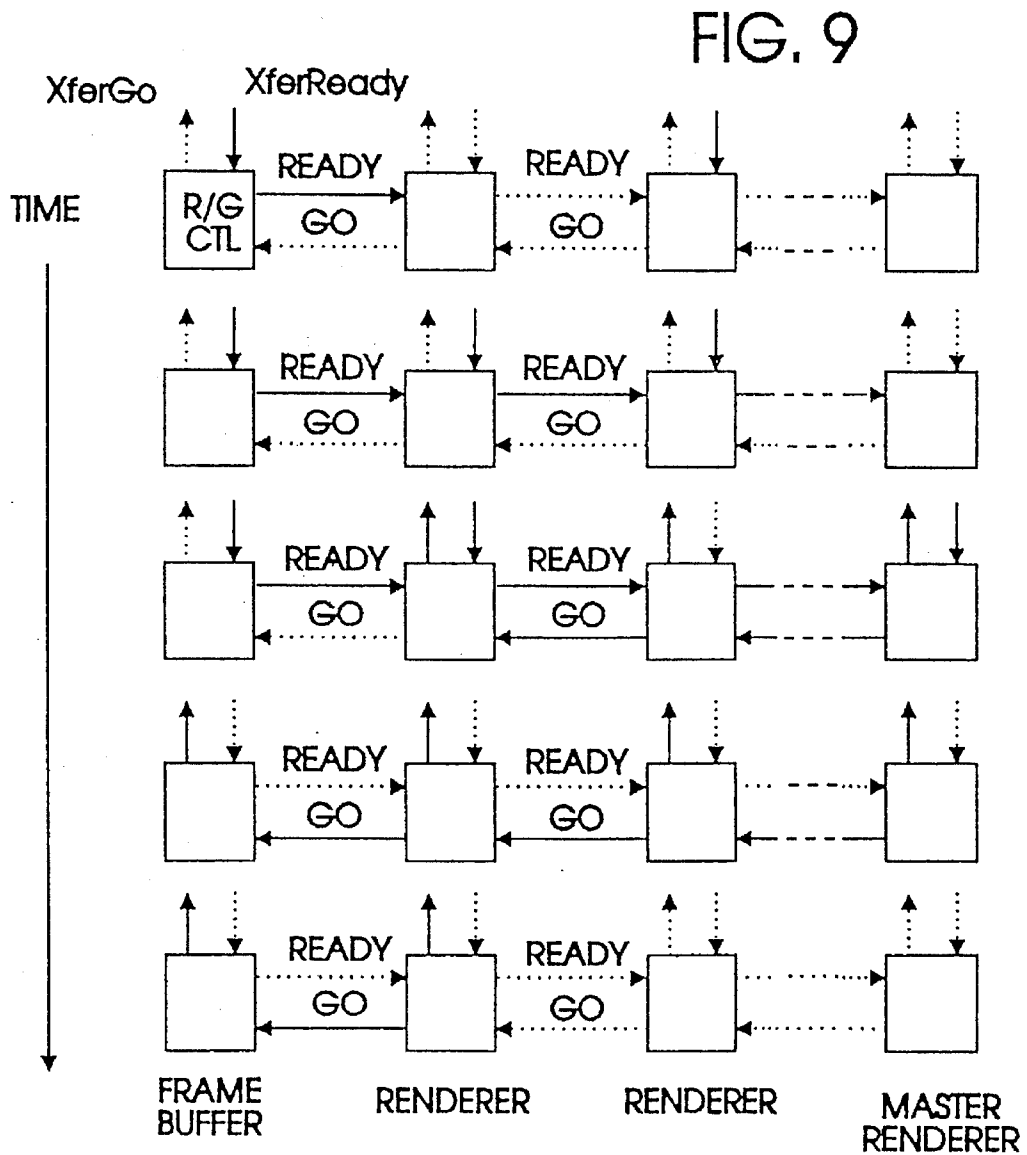 FIG. 9
XferGo XferReady
TIME
READY READY
R/G
CTL
GO GO
READY READY
GO GO
READY READY
GO GO
READY READY
GO GO
READY READY
GO GO
FRAME
BUFFER
RENDERER RENDERER
MASTER
RENDERER